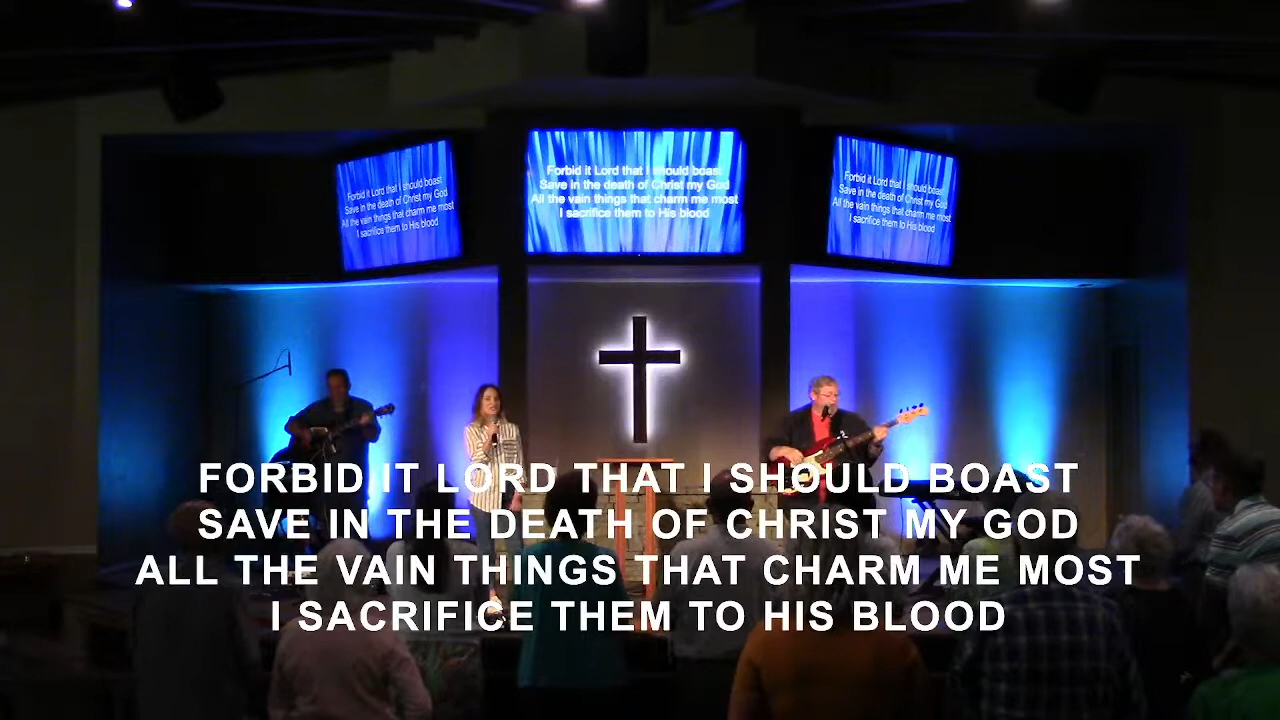 Forbid it Lord that I should boast
Save in the death of Christ my God
All the vain things that charm me most
I sacrifice them to His blood
Forbid it Lord that I should boast
Save in the death of Christ my God
All the vain things that charm me most
I sacrifice them to His blood
Forbid it Lord that I should boast
Save in the death of Christ my God
All the vain things that charm me most
I sacrifice them to His blood
FORBID IT LORD THAT I SHOULD BOAST
SAVE IN THE DEATH OF CHRIST MY GOD
ALL THE VAIN THINGS THAT CHARM ME MOST
I SACRIFICE THEM TO HIS BLOOD